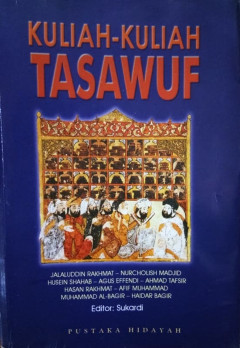 KULIAH-KULIAH
TASAWUF
JALALUDDIN RAKHMAT – NURCHOLISH MADJID
HUSEIN SHAHAB – AGUS EFFENDI – AHMAD TAFSIR
HASAN RAKHMAT – AFIF MUHAMMAD
MUHAMMAD AL-BAGIR – HAIDAR BAGIR
Editor: Sukardi
PUSTAKA HIDAYAH